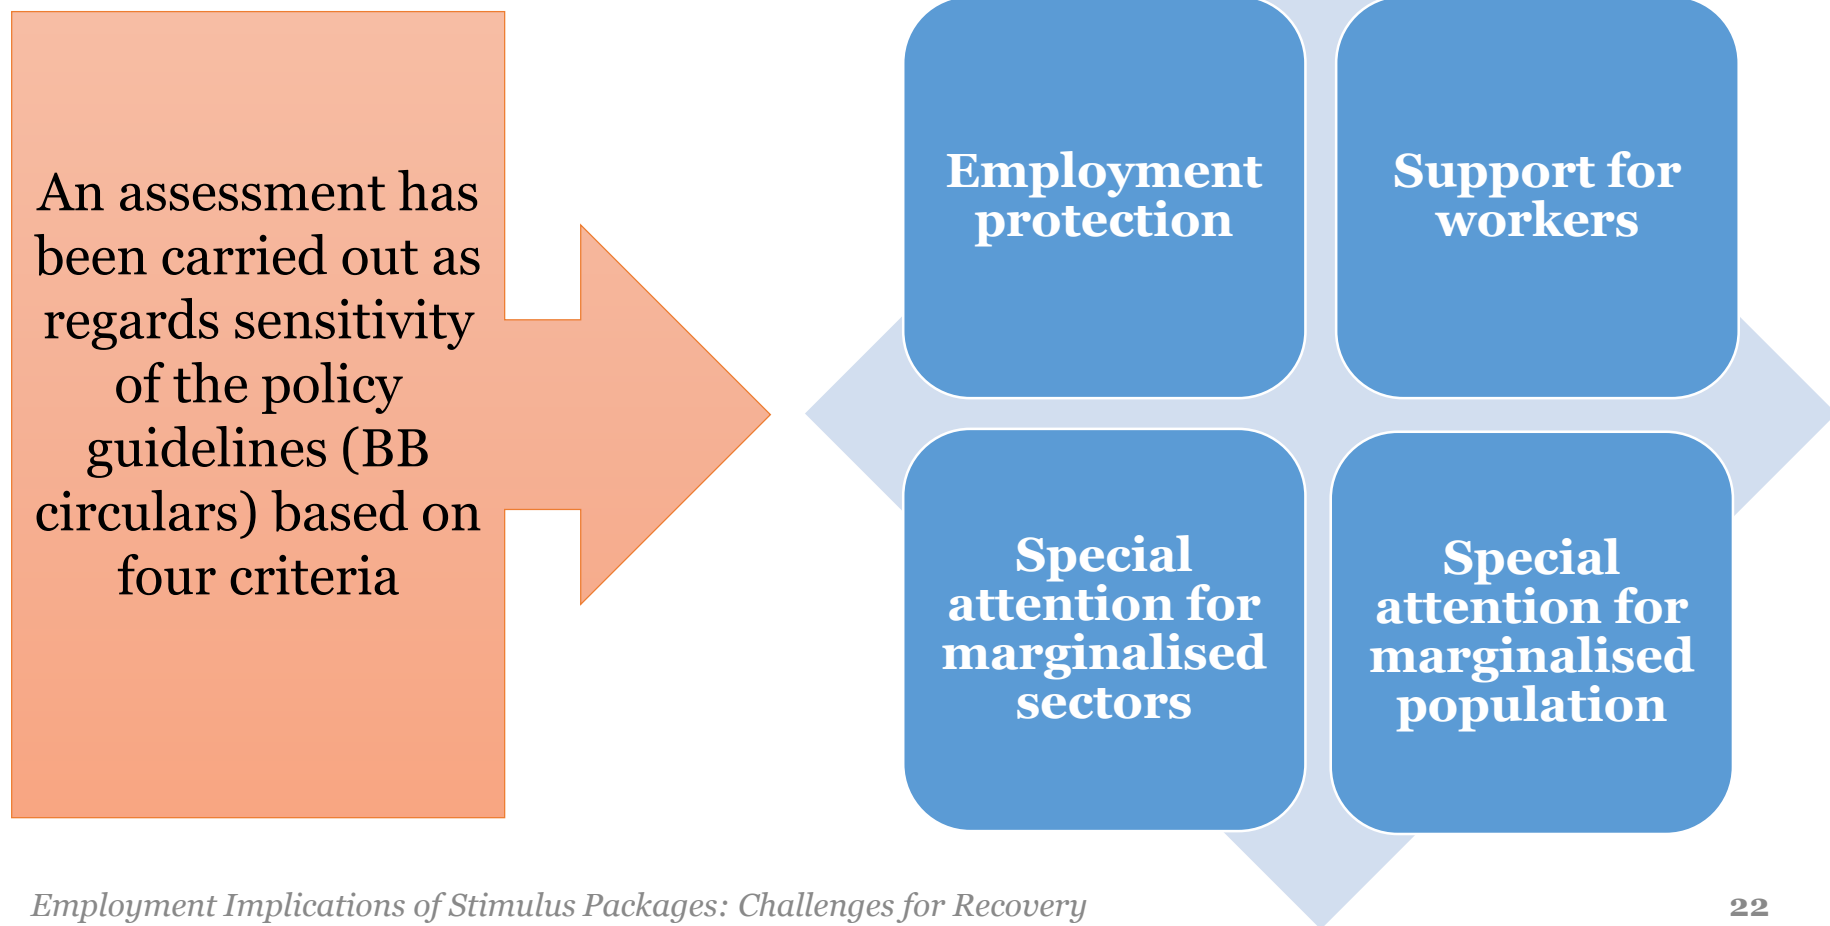 An assessment has
been carried out as
regards sensitivity
of the policy
guidelines (BB
circulars) based on
four criteria
Employment
protection
Support for
workers
Special
attention for
marginalised
sectors
Special
attention for
marginalised
population
Employment Implications of Stimulus Packages: Challenges for Recovery
22